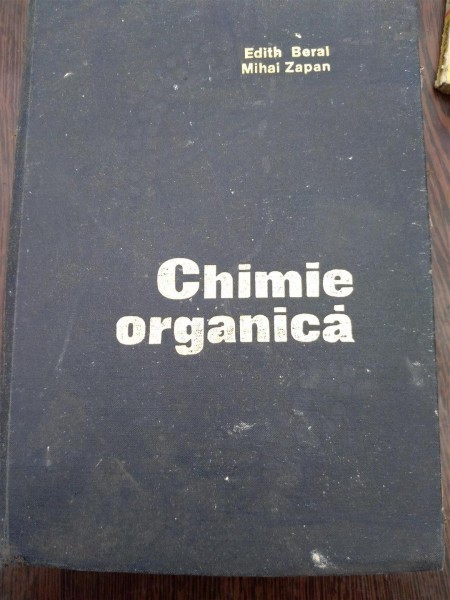 Edith Beral
Mihai Zapan
Chimie
organică